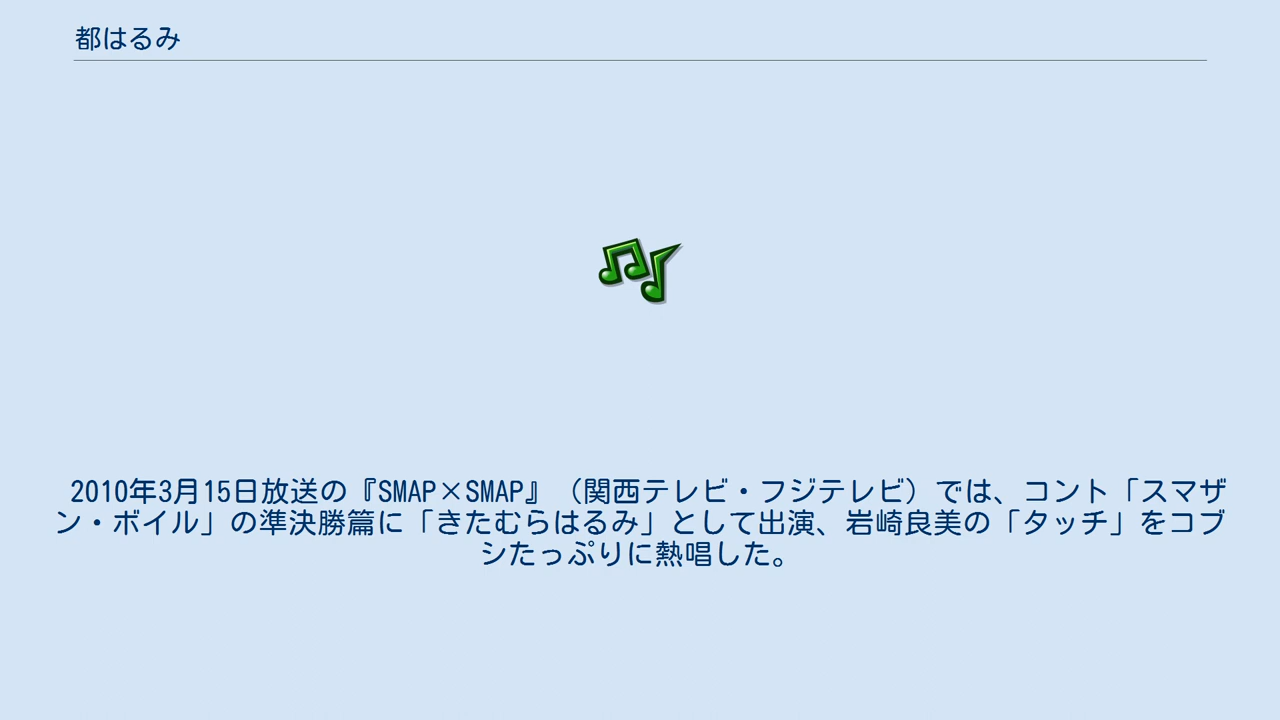 都はるみ
2010年3月15日放送の『SMAP×SMAP』（関西テレビ・フジテレビ）では、コント「スマザ
ン・ボイル」の準決勝篇に「きたむらはるみ」として出演、岩崎良美の「タッチ」をコブ
シたっぷりに熱唱した。